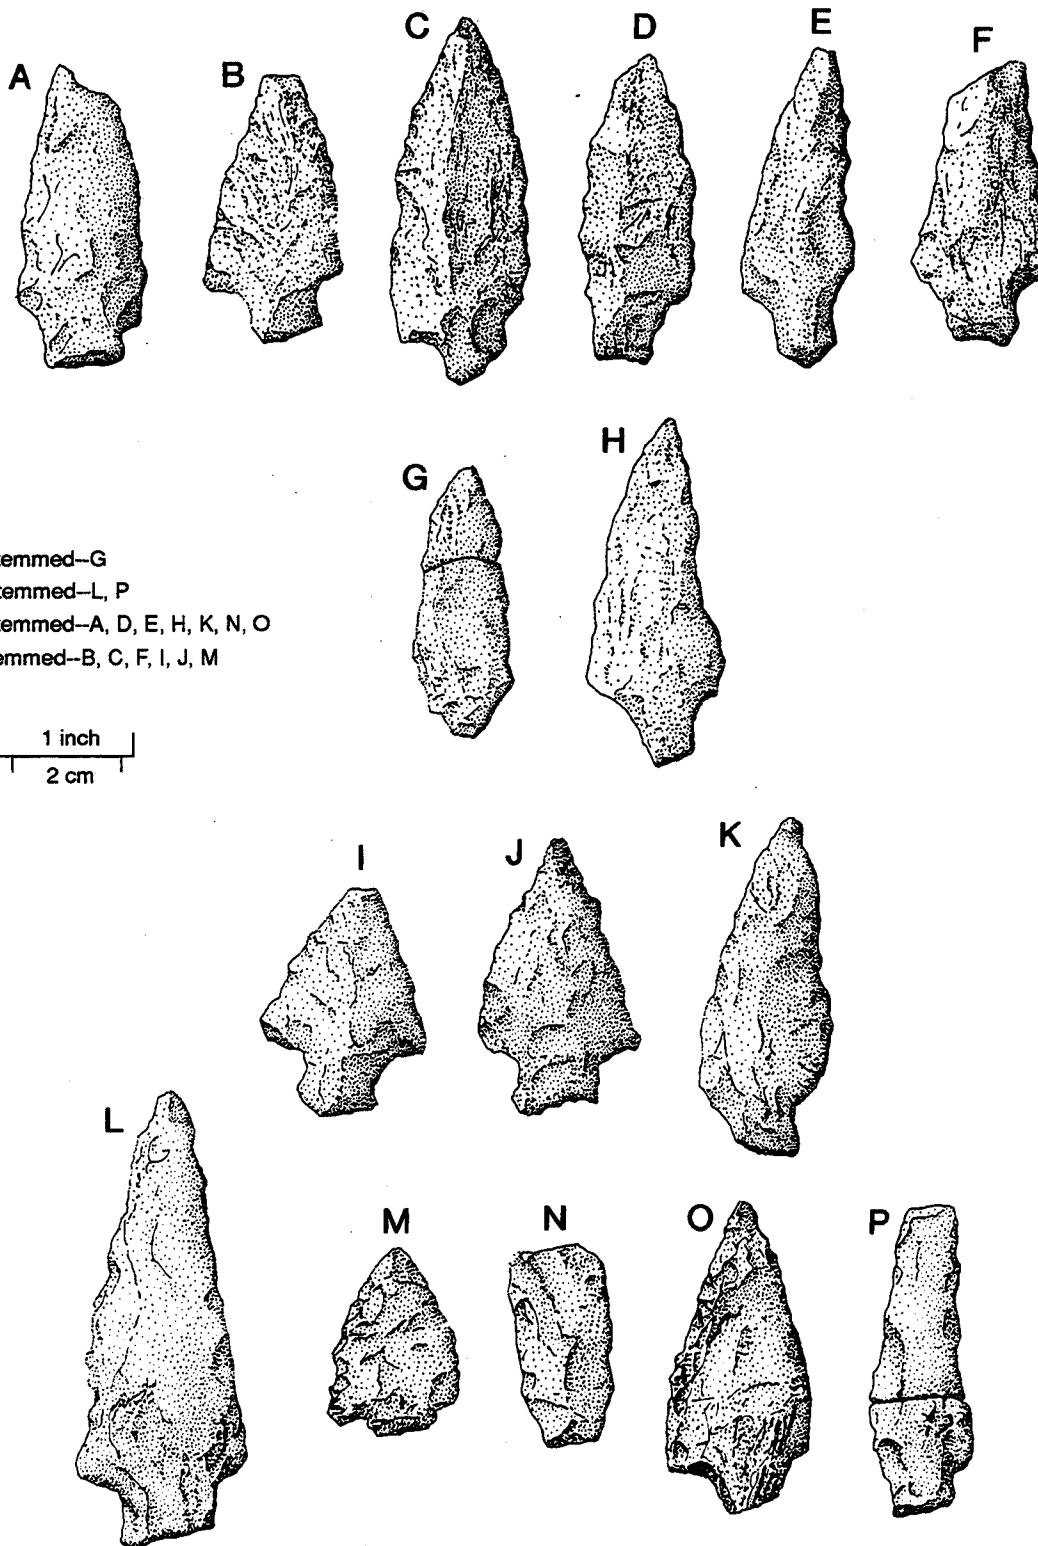 A
B
C
D
E
F
G
H
temmed--G
temmed--L, P
temmed--A, D, E, H, K, N, O
emmed--B, C, F, I, J, M
1 inch
2 cm
I
J
K
L
M
N
O
P